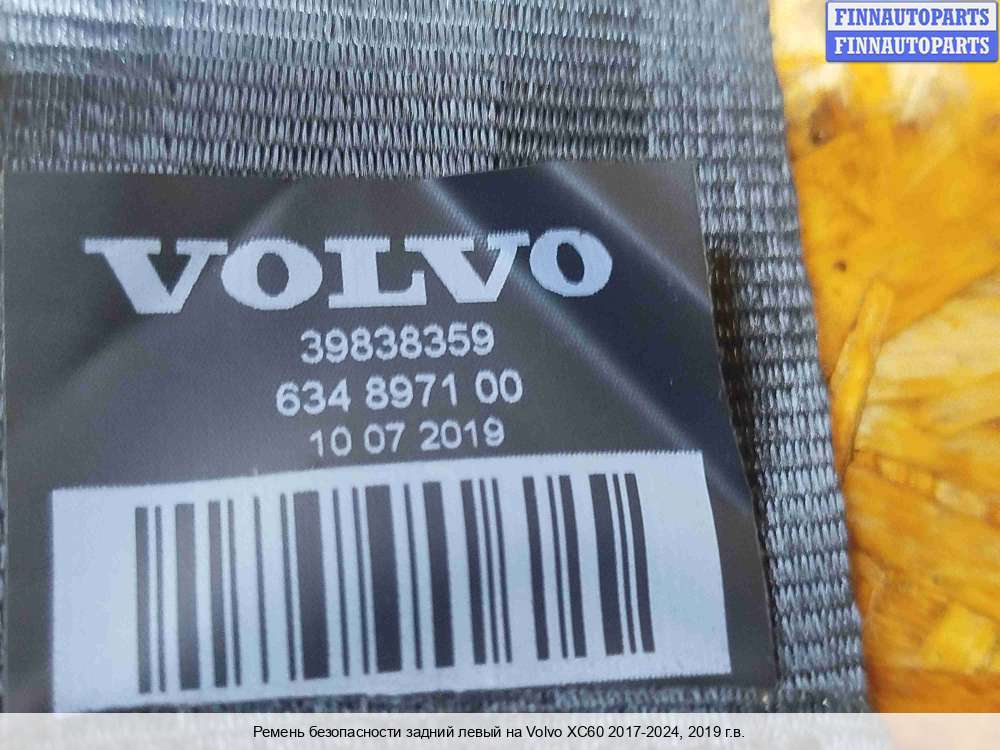 FINNAUTOPARTS
FINNAUTOPARTS
VOLVO
39838359
634 8971 00
10 07 2019
Ремень безопасности задний левый на Volvo XC60 2017-2024, 2019 г.в.